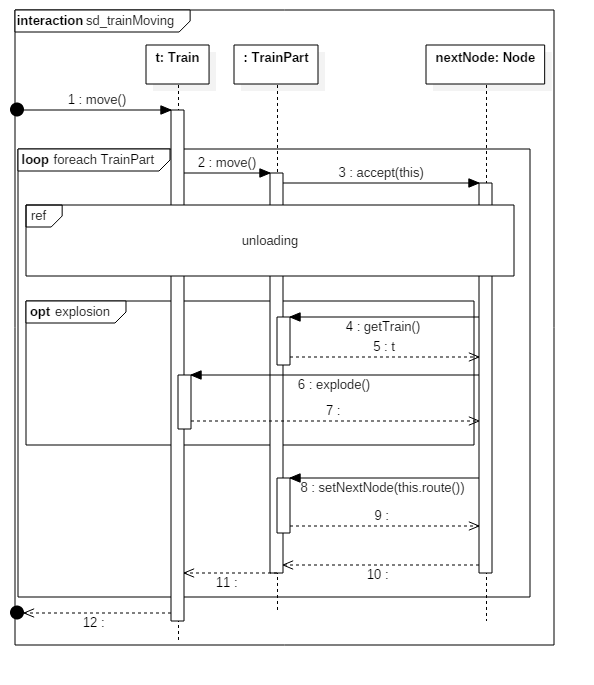 interaction sd_trainMoving
t: Train
: TrainPart
nextNode: Node
1 : move()
loop foreach TrainPart
2 : move()
3 : accept(this)
ref
unloading
opt explosion
4 : getTrain()
5 : t
6 : explode()
7 :
8 : setNextNode(this.route())
9 :
10 :
11 :
12 :